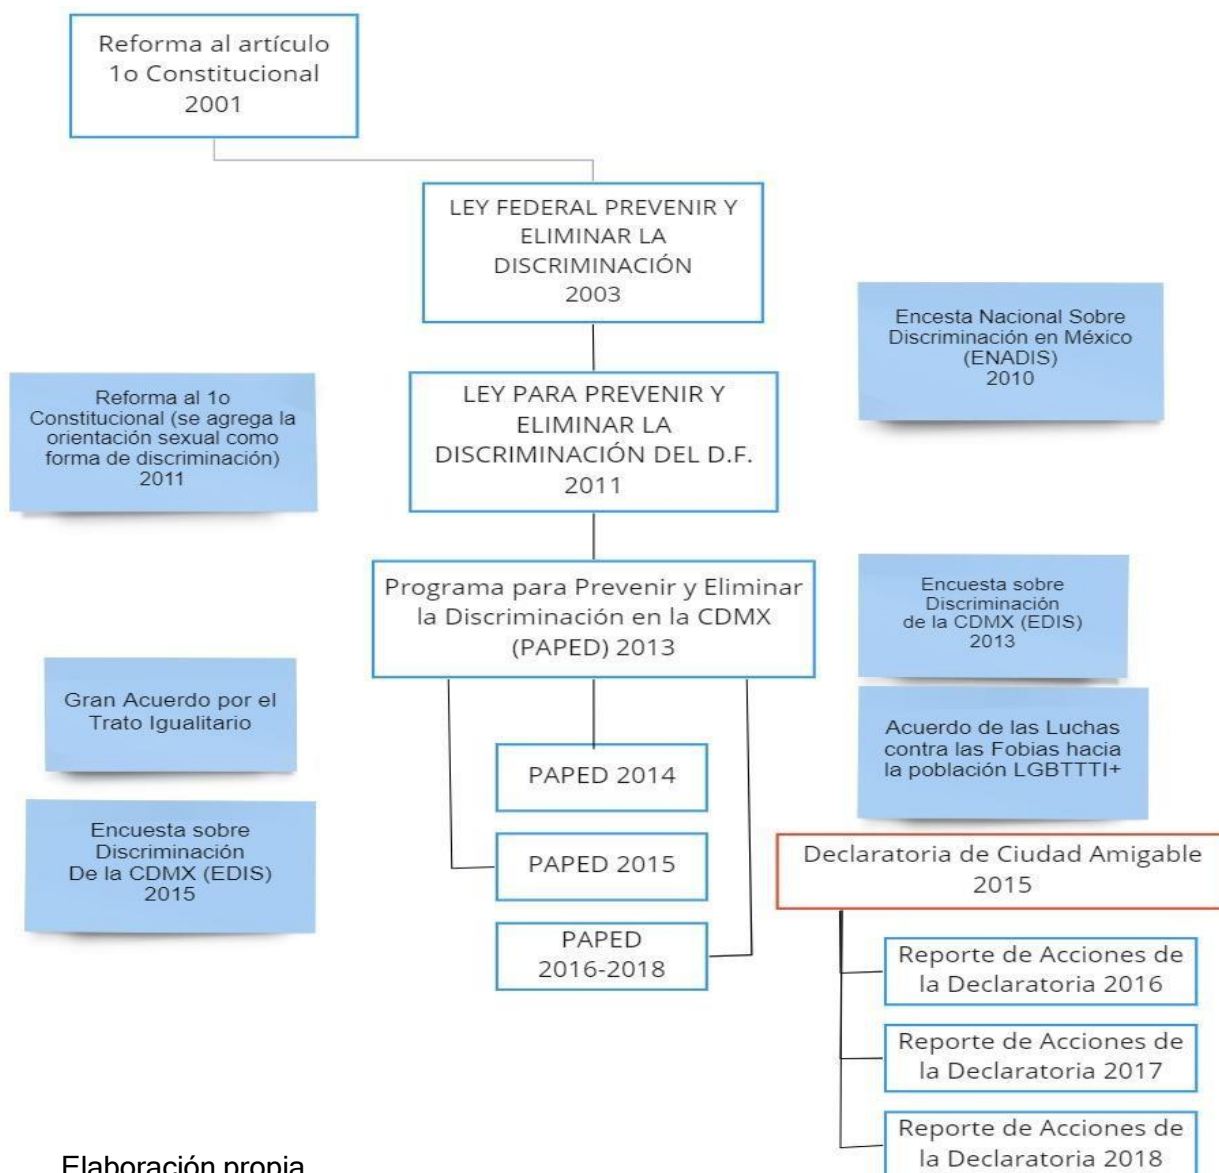 Reforma al artículo
1o Constitucional
2001
LEY FEDERAL PREVENIR Y
ELIMINAR LA
DISCRIMINACIÓN
2003
Encesta Nacional Sobre
Discriminación en México
(ENADIS)
2010
Reforma al 1o
Constitucional (se agrega la
orientación sexual como
forma de discriminación)
2011
LEY PARA PREVENIR Y
ELIMINAR LA
DISCRIMINACIÓN DEL D.F.
2011
Programa para Prevenir y Eliminar
la Discriminación en la CDMX
(PAPED) 2013
Encuesta sobre
Discriminación
de la CDMX (EDIS)
2013
Gran Acuerdo por el
Trato Igualitario
Acuerdo de las Luchas
contra las Fobias hacia
la población LGBTTTI+
PAPED 2014
Encuesta sobre
Discriminación
De la CDMX (EDIS)
2015
PAPED 2015
PAPED
2016-2018
Declaratoria de Ciudad Amigable
2015
Reporte de Acciones de
la Declaratoria 2016
Reporte de Acciones de
la Declaratoria 2017
Reporte de Acciones de
la Declaratoria 2018
Elaboración propia